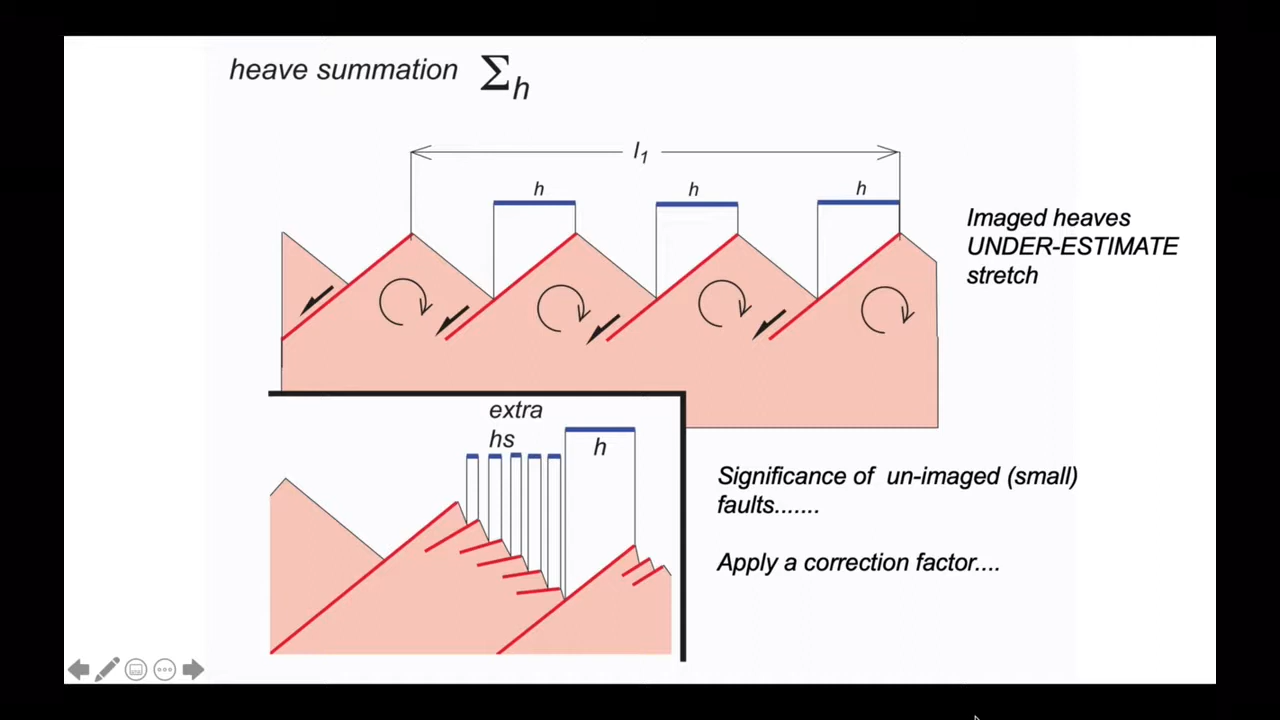 heave summation Σh
l1
h
h
h
Imaged heaves
UNDER-ESTIMATE
stretch
extra
hs
h
Significance of un-imaged (small)
faults.......
Apply a correction factor....